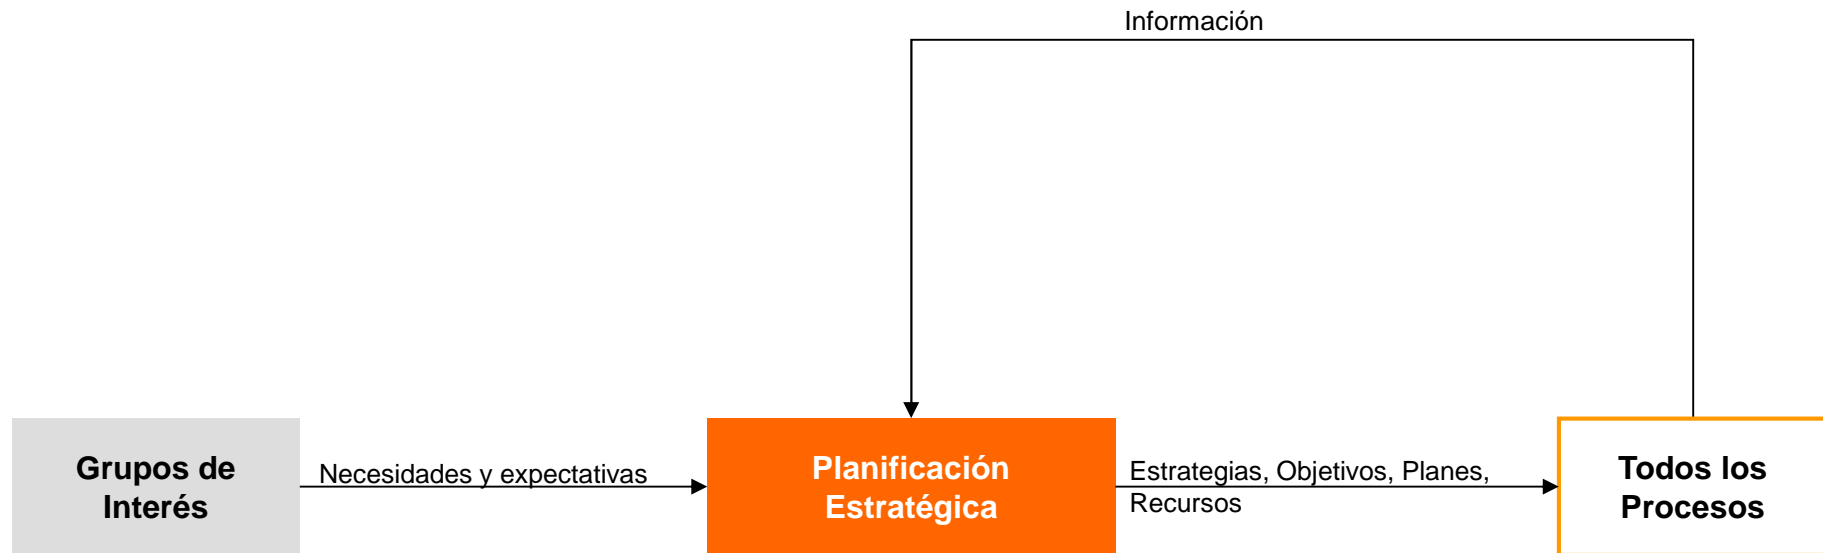 Información
Grupos de
Interés
Necesidades y expectativas
Planificación
Estratégica
Estrategias, Objetivos, Planes,
Recursos
Todos los
Procesos